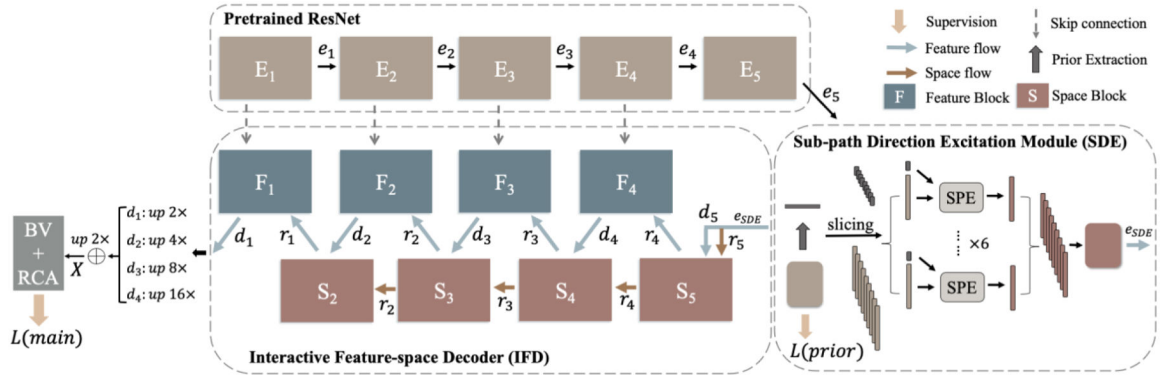 Pretrained ResNet
E1 e1 E2 e2 E3 e3 E4 e4 E5
e5
Supervision
Feature flow
Space flow
F Feature Block
Skip connection
Prior Extraction
S Space Block
F1 F2 F3 F4
d1 r1 d2 r2 d3 r3 d4 r4 d5 eSDE
r5
S2 r2 S3 r3 S4 r4 S5
Interactive Feature-space Decoder (IFD)
BV
+
RCA
L(main)
up 2×
X
d1: up 2×
d2: up 4×
d3: up 8×
d4: up 16×
Sub-path Direction Excitation Module (SDE)
slicing
SPE
×6
SPE
eSDE
L(prior)